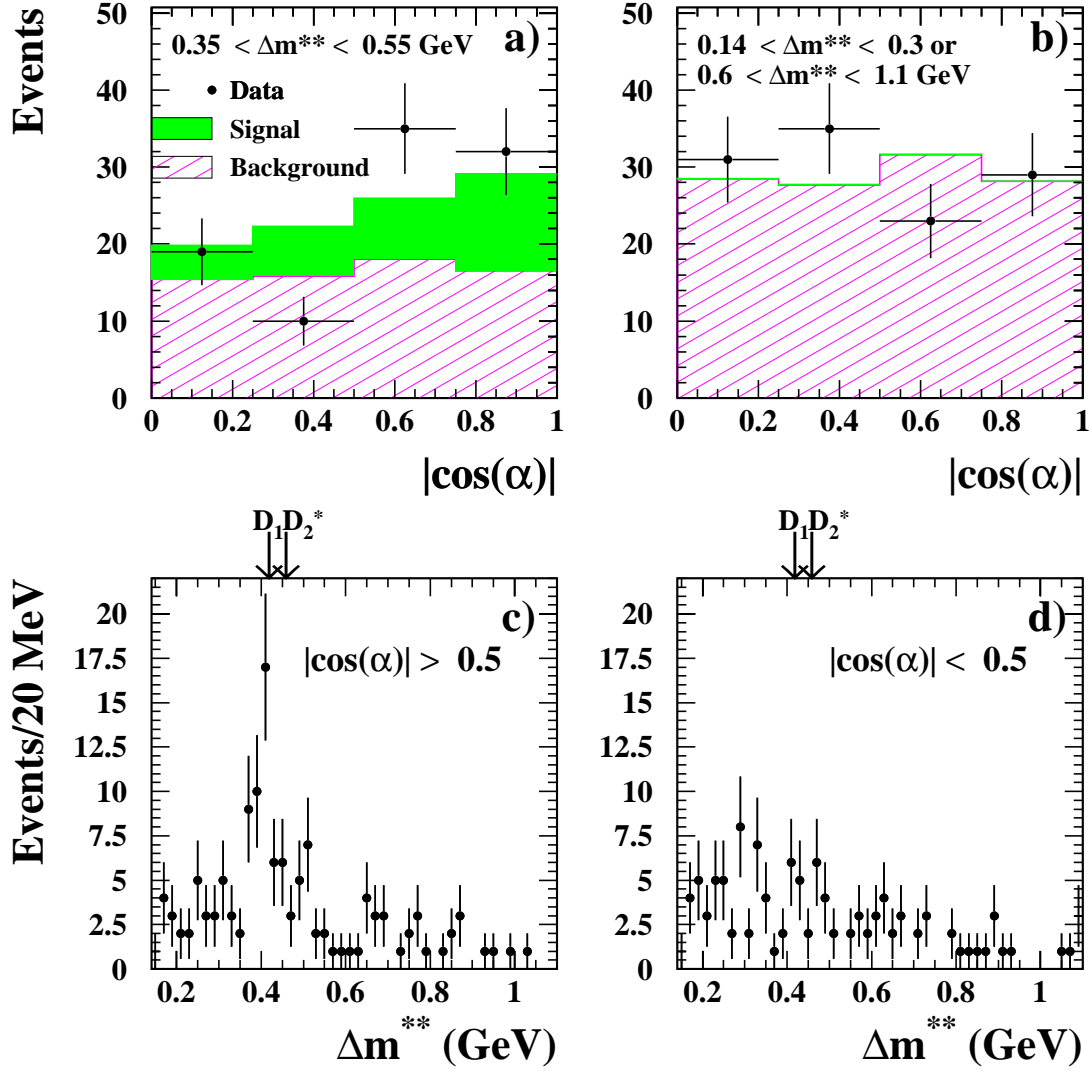 Events
50
40
30
20
10
0
0.35 < Δm** < 0.55 GeV
a)
Data
Signal
Background
0 0.2 0.4 0.6 0.8 1
|cos(α)|
50
40
30
20
10
0
0.14 < Δm** < 0.3 or
0.6 < Δm** < 1.1 GeV
b)
0 0.2 0.4 0.6 0.8 1
|cos(α)|
D1D2*
Events/20 MeV
20
17.5
15
12.5
10
7.5
5
2.5
0
c)
|cos(α)| > 0.5
0.2 0.4 0.6 0.8 1
Δm** (GeV)
D1D2*
20
17.5
15
12.5
10
7.5
5
2.5
0
d)
|cos(α)| < 0.5
0.2 0.4 0.6 0.8 1
Δm** (GeV)